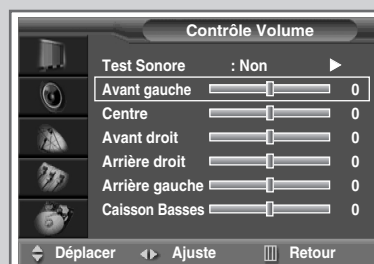 Contrôle Volume
Test Sonore : Non
Avant gauche 0
Centre 0
Avant droit 0
Arrière droit 0
Arrière gauche 0
Caisson Basses 0
Déplacer Ajuste Retour